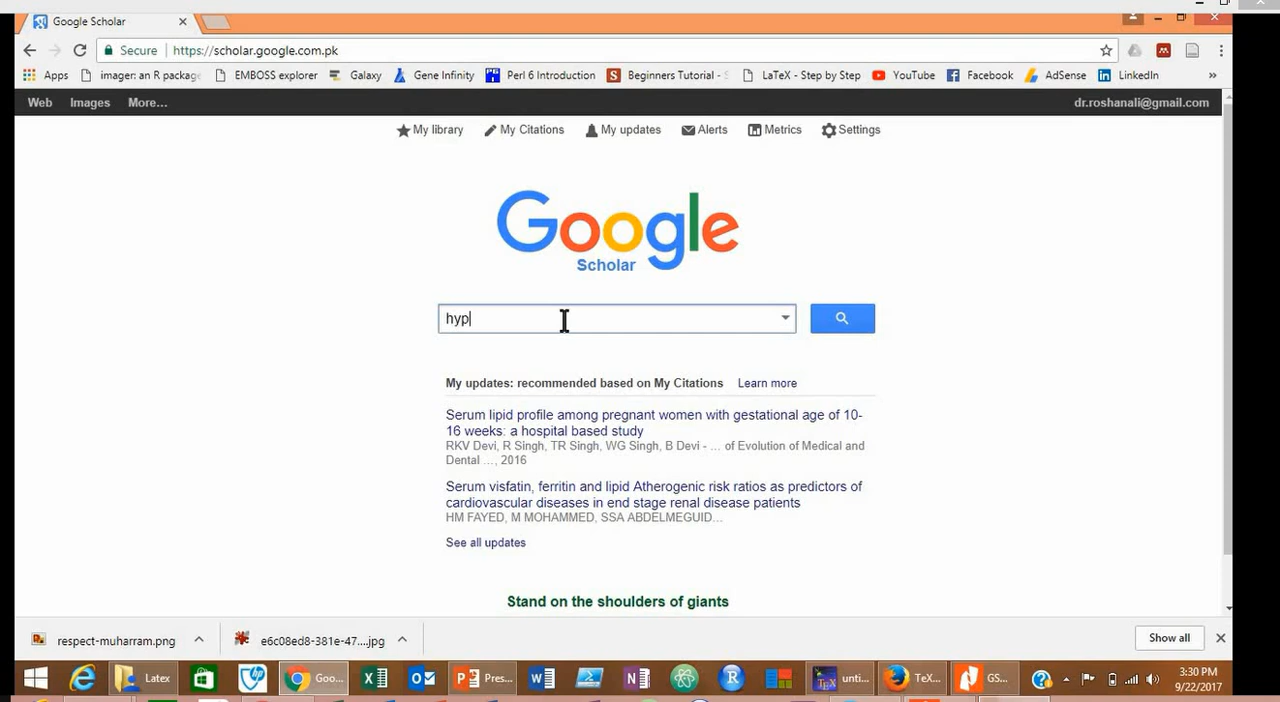 Google Scholar
Secure https://scholar.google.com.pk
Apps imager: an R package EMBOSS explorer Galaxy Gene Infinity Perl 6 Introduction Beginners Tutorial - LaTeX - Step by Step YouTube Facebook AdSense LinkedIn »
Web Images More... dr.roshanali@gmail.com
My library My Citations My updates Alerts Metrics Settings
Google
Scholar
hyp
My updates: recommended based on My Citations Learn more
Serum lipid profile among pregnant women with gestational age of 10-
16 weeks: a hospital based study
RKV Devi, R Singh, TR Singh, WG Singh, B Devi - ... of Evolution of Medical and
Dental ..., 2016
Serum visfatin, ferritin and lipid Atherogenic risk ratios as predictors of
cardiovascular diseases in end stage renal disease patients
HM FAYED, M MOHAMMED, SSA ABDELMEGUID...
See all updates
Stand on the shoulders of giants
respect-muharram.png e6c08ed8-381e-47....jpg Show all
Latex Goo... Pres... unti... TeX... GS... 3:30 PM
9/22/2017